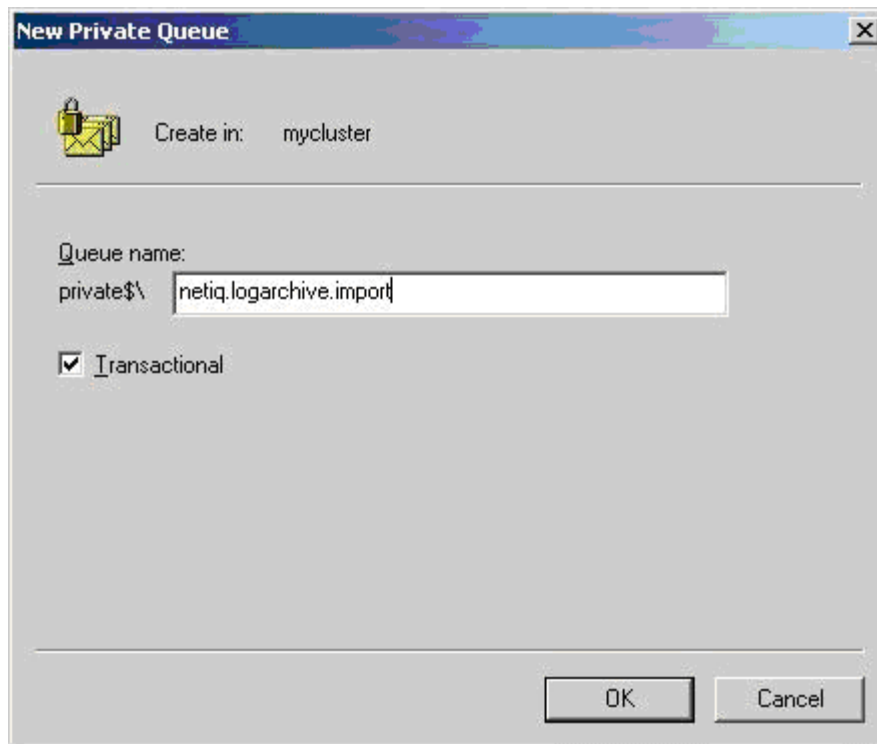 New Private Queue
Create in: mycluster
Queue name:
private$\ netiq.logarchive.import
Transactional
OK Cancel